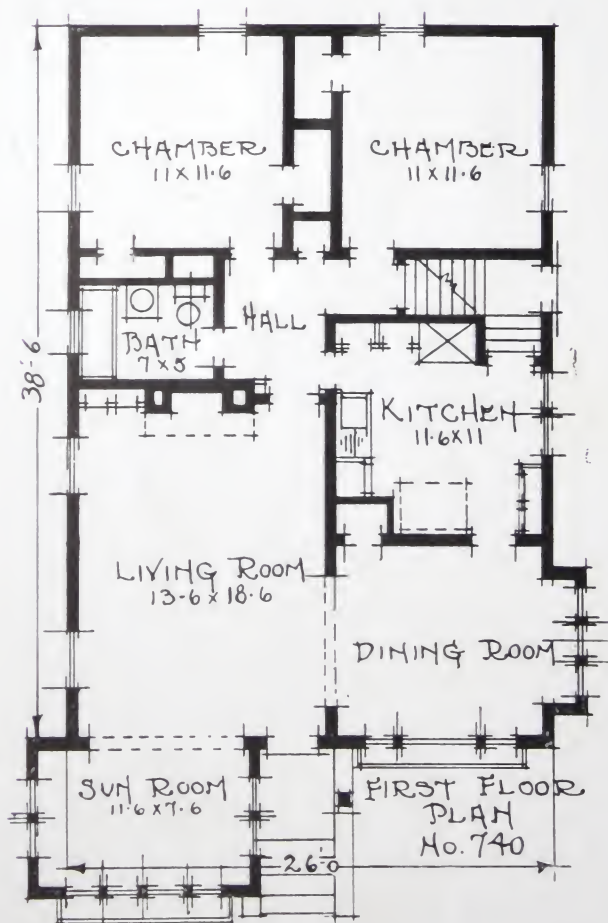 CHAMBER
11 X 11·6
CHAMBER
11 X 11·6
HALL
BATH
7 X 5
38'·6
KITCHEN
11·6 X 11
LIVING ROOM
13-6 X 18·6
DINING ROOM
SUN ROOM
11·6 X 7·6
FIRST FLOOR
PLAN
No. 740
26'·0